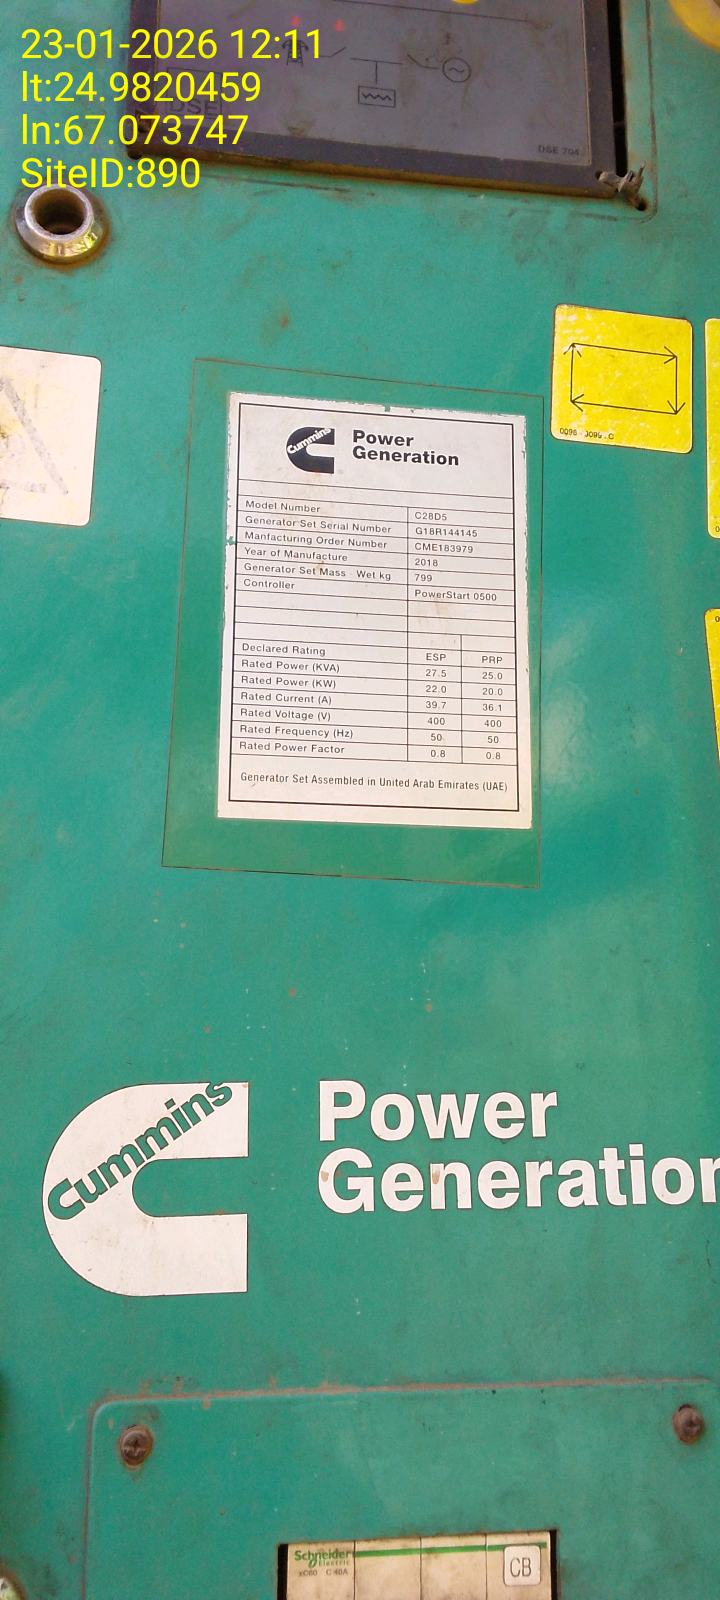 23-01-2026 12:11
lt:24.9820459
ln:67.073747
SiteID:890
DSE
DSE 704
0096 - 3096 - C
Cummins
Power
Generation
Model Number C28D5
Generator Set Serial Number G18R144145
Manfacturing Order Number CME183979
Year of Manufacture 2018
Generator Set Mass - Wet kg 799
Controller PowerStart 0500
Declared Rating ESP PRP
Rated Power (KVA) 27.5 25.0
Rated Power (KW) 22.0 20.0
Rated Current (A) 39.7 36.1
Rated Voltage (V) 400 400
Rated Frequency (Hz) 50 50
Rated Power Factor 0.8 0.8
Generator Set Assembled in United Arab Emirates (UAE)
Cummins
Power
Generation
Schneider
Electric
C 40A
CB